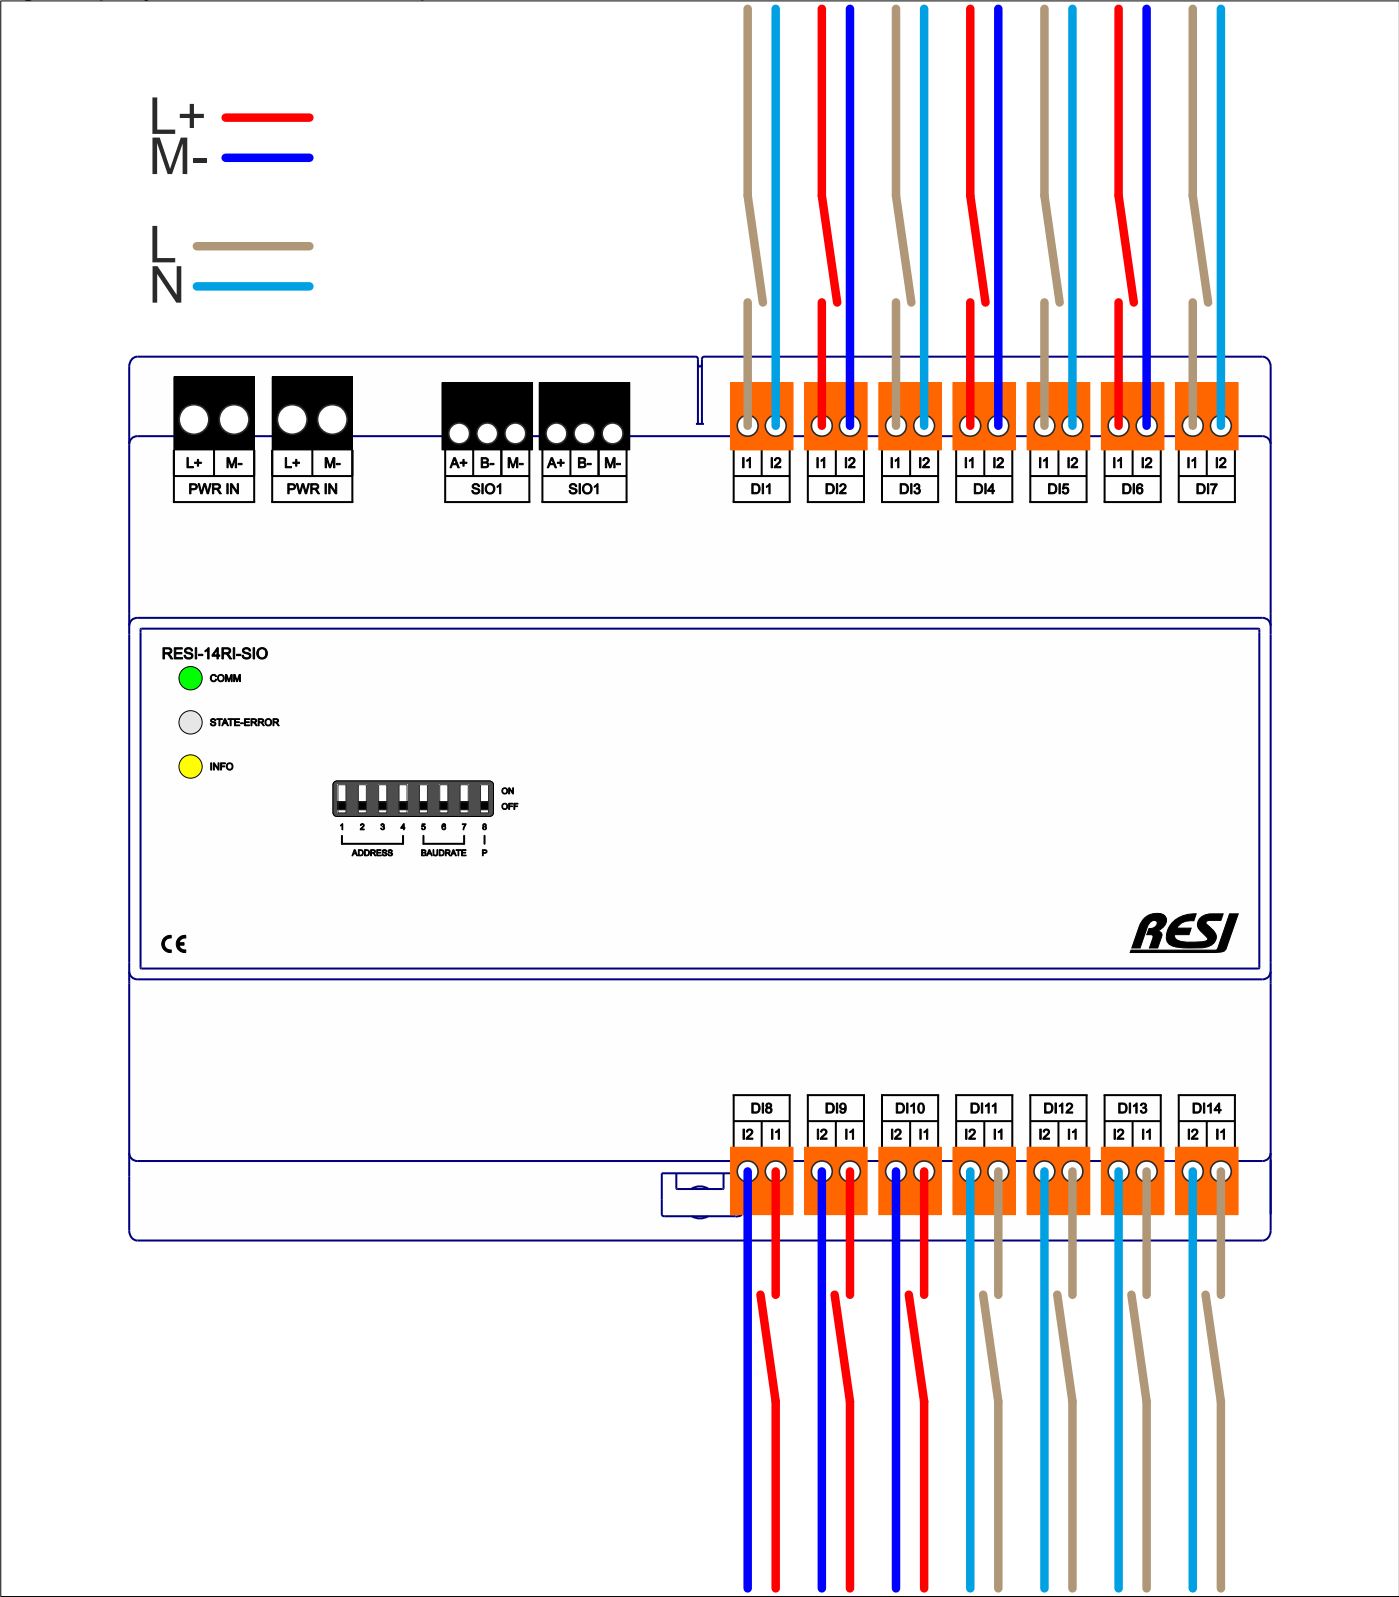 L+
M-
L
N
L+ M- L+ M- A+ B- M- A+ B- M- I1 I2 I1 I2 I1 I2 I1 I2 I1 I2 I1 I2 I1 I2
PWR IN PWR IN SIO1 SIO1 DI1 DI2 DI3 DI4 DI5 DI6 DI7
RESI-14RI-SIO
COMM
STATE-ERROR
INFO
ON
OFF
1 2 3 4 5 6 7 8
ADDRESS BAUDRATE P
CE RESI
DI8 DI9 DI10 DI11 DI12 DI13 DI14
I2 I1 I2 I1 I2 I1 I2 I1 I2 I1 I2 I1 I2 I1